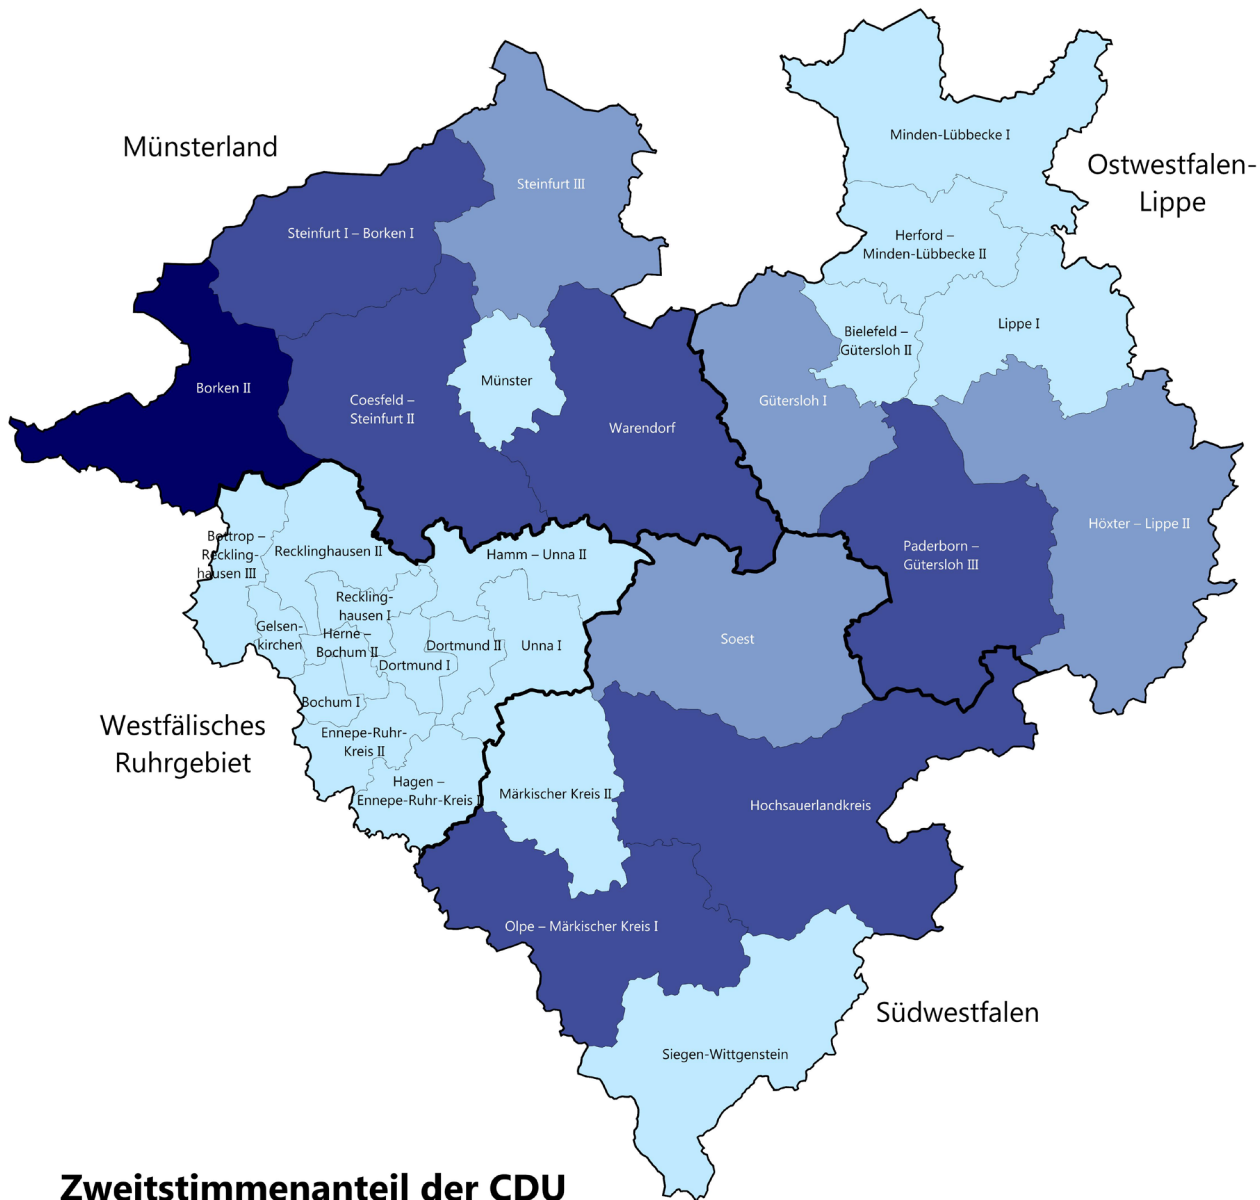 Münsterland
Ostwestfalen-
Lippe
Minden-Lübbecke I
Steinfurt III
Steinfurt I – Borken I
Herford –
Minden-Lübbecke II
Lippe I
Bielefeld –
Gütersloh II
Münster
Borken II
Coesfeld –
Steinfurt II
Gütersloh I
Warendorf
Höxter – Lippe II
Bottrop –
Reckling-
hausen III
Recklinghausen II
Hamm – Unna II
Paderborn –
Gütersloh III
Reckling-
hausen I
Gelsen-
kirchen
Herne –
Bochum II
Dortmund II
Unna I
Soest
Dortmund I
Bochum I
Westfälisches
Ruhrgebiet
Ennepe-Ruhr-
Kreis II
Hagen –
Ennepe-Ruhr-Kreis I
Märkischer Kreis II
Hochsauerlandkreis
Olpe – Märkischer Kreis I
Südwestfalen
Siegen-Wittgenstein
Zweitstimmenanteil der CDU